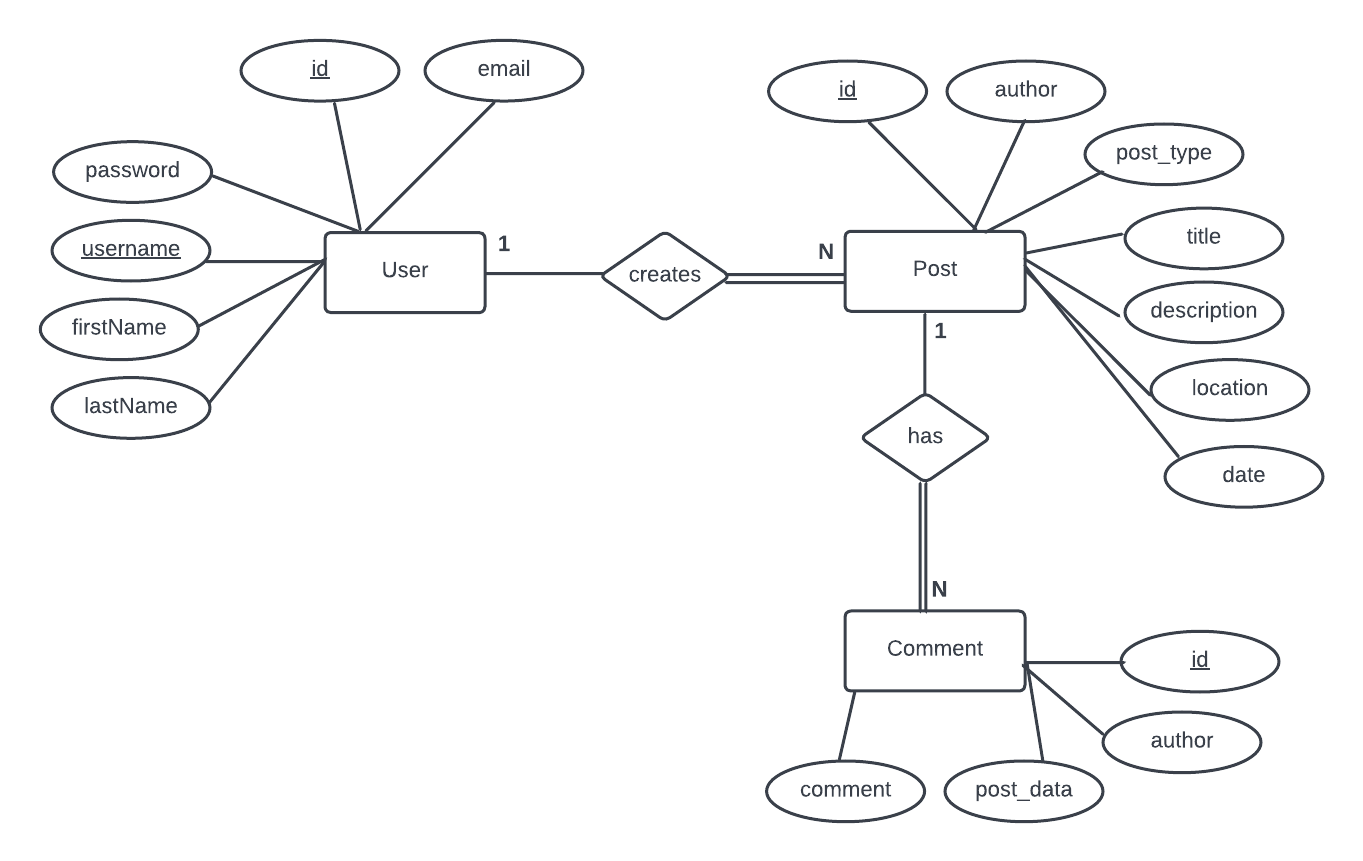 id
email
id
author
password
post_type
username
User
1
creates
N
Post
title
firstName
description
1
lastName
has
location
date
N
Comment
id
author
comment
post_data